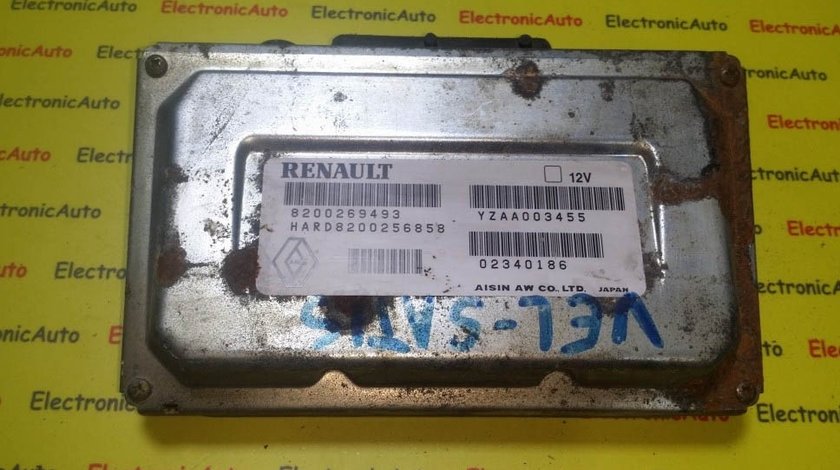 ElectronicAuto ElectronicAuto ElectronicAuto
RENAULT
12V
8200269493
HARD8200256858
YZAA003455
02340186
AISIN AW CO. LTD. JAPAN
VEL-SATIS
ElectronicAuto ElectronicAuto ElectronicAuto